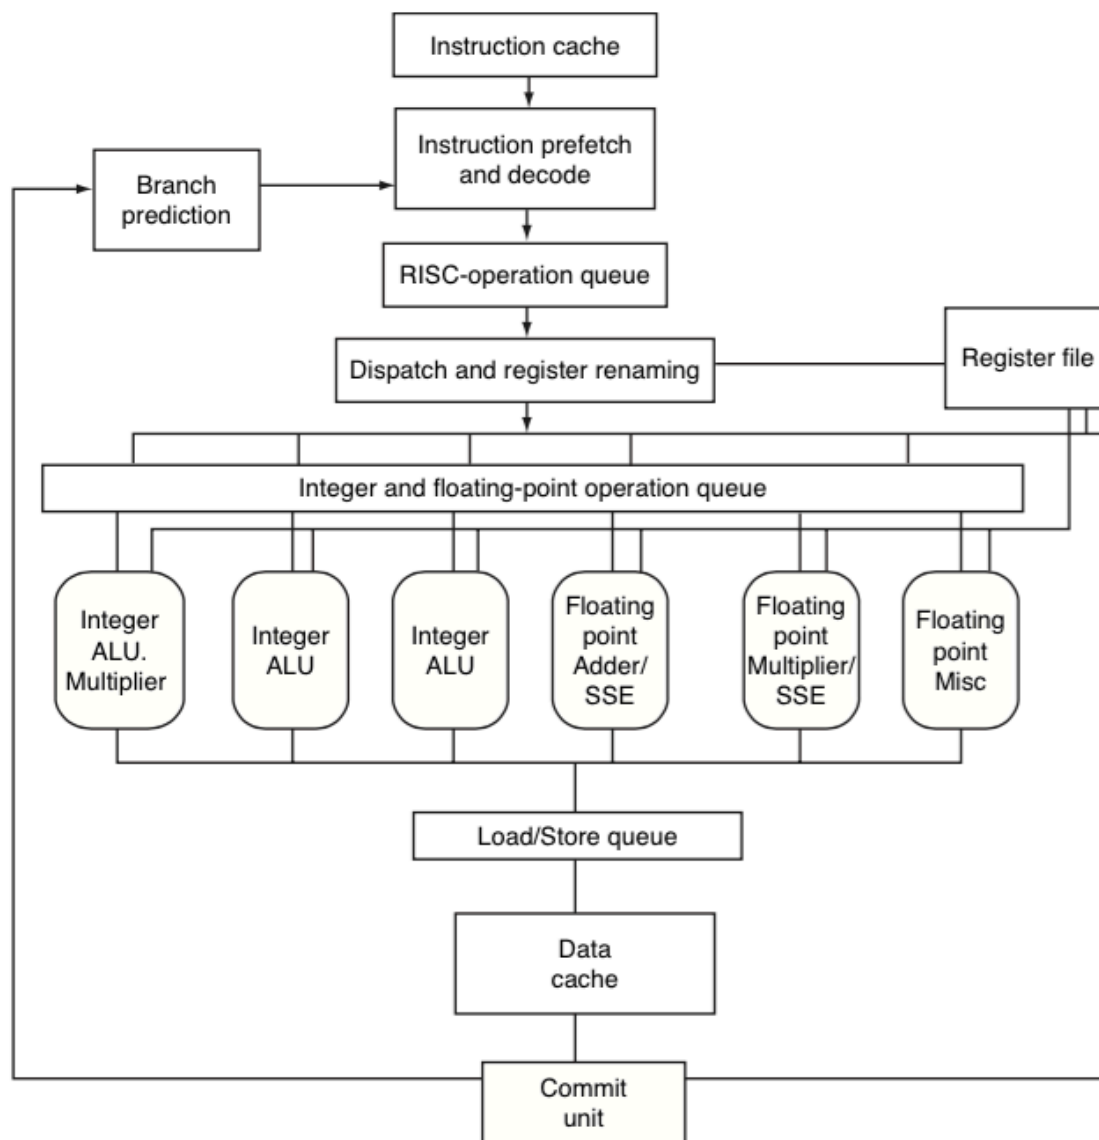 Instruction cache
Instruction prefetch
and decode
Branch
prediction
RISC-operation queue
Dispatch and register renaming
Register file
Integer and floating-point operation queue
Integer
ALU.
Multiplier
Integer
ALU
Integer
ALU
Floating
point
Adder/
SSE
Floating
point
Multiplier/
SSE
Floating
point
Misc
Load/Store queue
Data
cache
Commit
unit